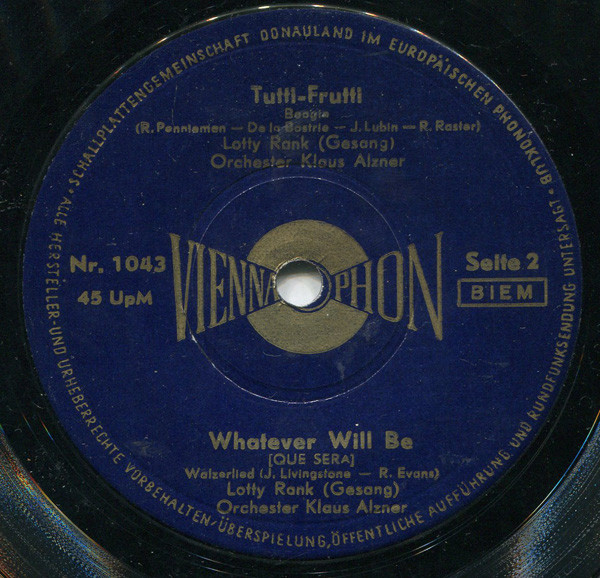 SCHALLPLATTENGEMEINSCHAFT DONAULAND IM EUROPÄISCHEN PHONOKLUB • ALLE HERSTELLER-UND URHEBERRECHTE VORBEHALTEN-ÜBERSPIELUNG, ÖFFENTLICHE AUFFÜHRUNG UND RUNDFUNKSENDUNG UNTERSAGT •
Tutti-Frutti
Boogie
(R. Penniemen — De la Bostrie — J. Lubin — R. Raster)
Lotty Rank (Gesang)
Orchester Klaus Alzner
Nr. 1043
45 UpM
VIENNAPHON
Seite 2
BIEM
Whatever Will Be
[QUE SERA]
Walzerlied (J. Livingstone — R. Evans)
Lotty Rank (Gesang)
Orchester Klaus Alzner